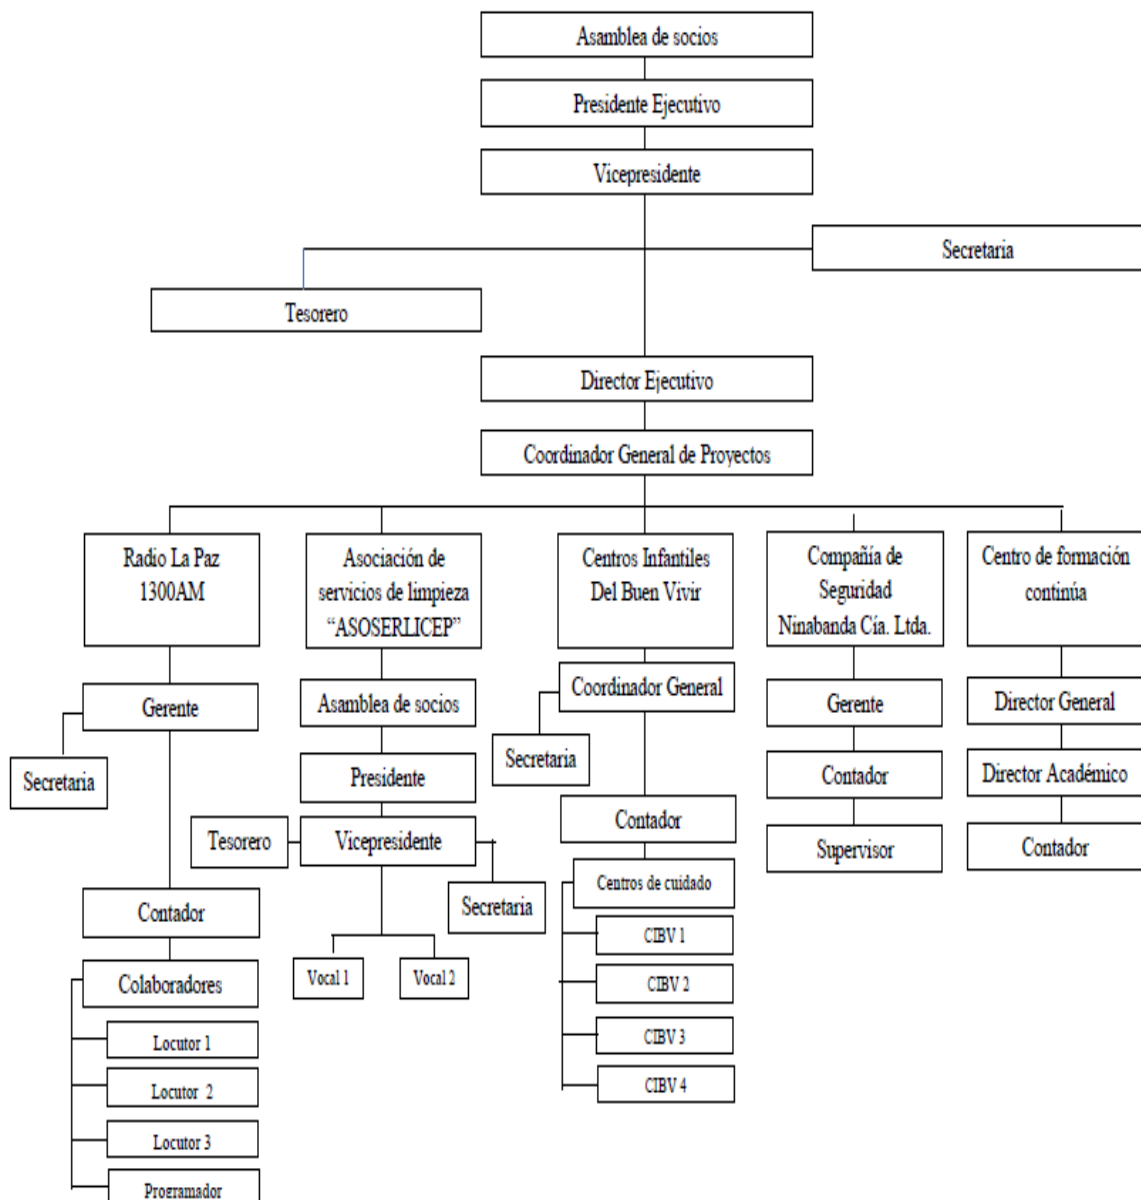 Asamblea de socios
Presidente Ejecutivo
Vicepresidente
Secretaria
Tesorero
Director Ejecutivo
Coordinador General de Proyectos
Radio La Paz
1300AM
Gerente
Secretaria
Contador
Colaboradores
Locutor 1
Locutor 2
Locutor 3
Programador
Asociación de
servicios de limpieza
“ASOSERLICEP”
Asamblea de socios
Presidente
Vicepresidente
Tesorero
Secretaria
Vocal 1
Vocal 2
Centros Infantiles
Del Buen Vivir
Coordinador General
Secretaria
Contador
Centros de cuidado
CIBV 1
CIBV 2
CIBV 3
CIBV 4
Compañía de
Seguridad
Ninabanda Cía. Ltda.
Gerente
Contador
Supervisor
Centro de formación
continúa
Director General
Director Académico
Contador